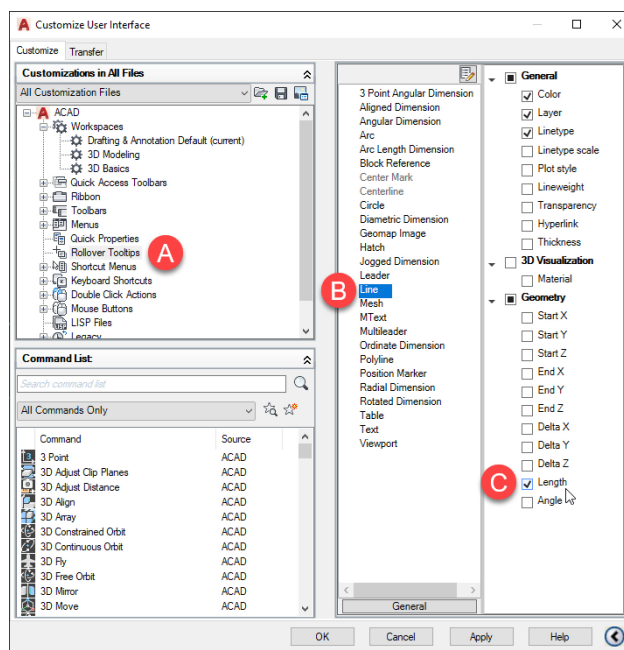 Customize User Interface
Customize Transfer
Customizations in All Files
All Customization Files
ACAD
Workspaces
Drafting & Annotation Default (current)
3D Modeling
3D Basics
Quick Access Toolbars
Ribbon
Toolbars
Menus
Quick Properties
Rollover Tooltips
A
Shortcut Menus
Keyboard Shortcuts
Double Click Actions
Mouse Buttons
LISP Files
Legacy
Command List:
Search command list
All Commands Only
Command Source
3 Point ACAD
3D Adjust Clip Planes ACAD
3D Adjust Distance ACAD
3D Align ACAD
3D Array ACAD
3D Constrained Orbit ACAD
3D Continuous Orbit ACAD
3D Fly ACAD
3D Free Orbit ACAD
3D Mirror ACAD
3D Move ACAD
3 Point Angular Dimension
Aligned Dimension
Angular Dimension
Arc
Arc Length Dimension
Block Reference
Center Mark
Centerline
Circle
Diametric Dimension
Geomap Image
Hatch
Jogged Dimension
Leader
B
Line
Mesh
MText
Multileader
Ordinate Dimension
Polyline
Position Marker
Radial Dimension
Rotated Dimension
Table
Text
Viewport
General
General
Color
Layer
Linetype
Linetype scale
Plot style
Lineweight
Transparency
Hyperlink
Thickness
3D Visualization
Material
Geometry
Start X
Start Y
Start Z
End X
End Y
End Z
Delta X
Delta Y
Delta Z
C
Length
Angle
OK Cancel Apply Help